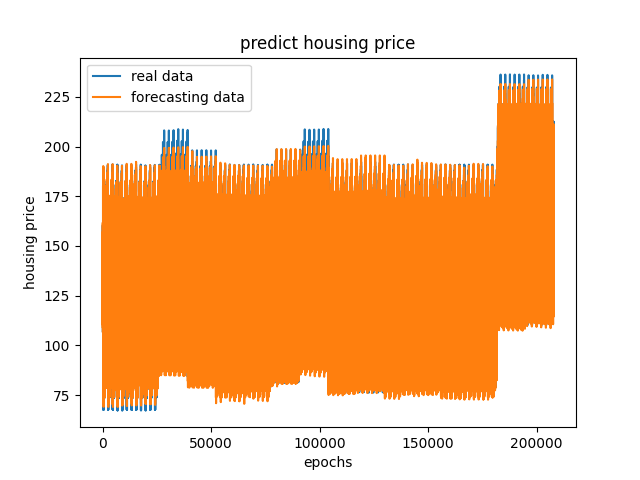 predict housing price
real data
forecasting data
housing price
225
200
175
150
125
100
75
0
50000
100000
150000
200000
epochs